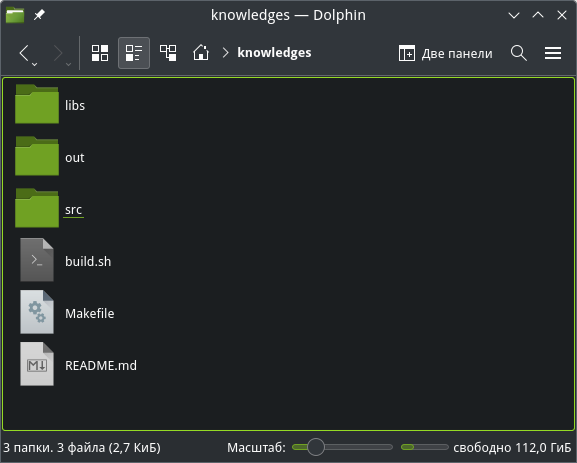 knowledges — Dolphin
knowledges
Две панели
libs
out
src
build.sh
>_
Makefile
M↓
README.md
3 папки. 3 файла (2,7 КиБ)
Масштаб:
свободно 112,0 ГиБ